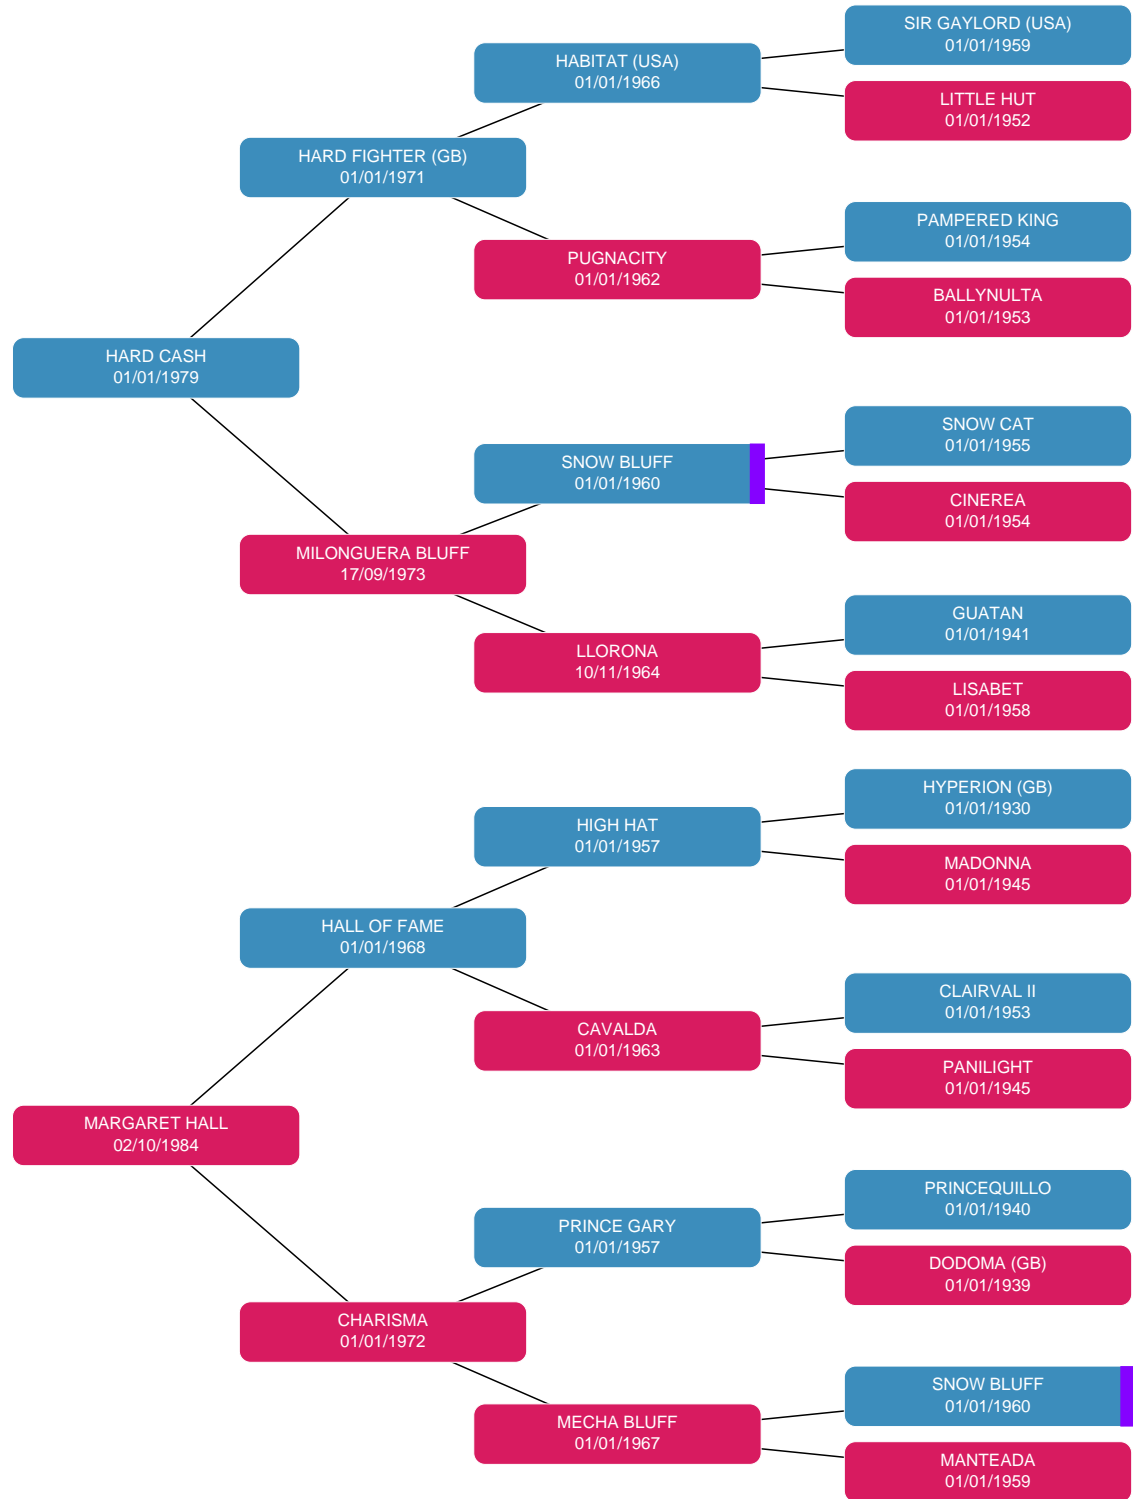 SIR GAYLORD (USA)
01/01/1959
HABITAT (USA)
01/01/1966
LITTLE HUT
01/01/1952
HARD FIGHTER (GB)
01/01/1971
PAMPERED KING
01/01/1954
PUGNACITY
01/01/1962
BALLYNULTA
01/01/1953
HARD CASH
01/01/1979
SNOW CAT
01/01/1955
SNOW BLUFF
01/01/1960
CINEREA
01/01/1954
MILONGUERA BLUFF
17/09/1973
GUATAN
01/01/1941
LLORONA
10/11/1964
LISABET
01/01/1958
HYPERION (GB)
01/01/1930
HIGH HAT
01/01/1957
MADONNA
01/01/1945
HALL OF FAME
01/01/1968
CLAIRVAL II
01/01/1953
CAVALDA
01/01/1963
PANILIGHT
01/01/1945
MARGARET HALL
02/10/1984
PRINCEQUILLO
01/01/1940
PRINCE GARY
01/01/1957
DODOMA (GB)
01/01/1939
CHARISMA
01/01/1972
SNOW BLUFF
01/01/1960
MECHA BLUFF
01/01/1967
MANTEADA
01/01/1959